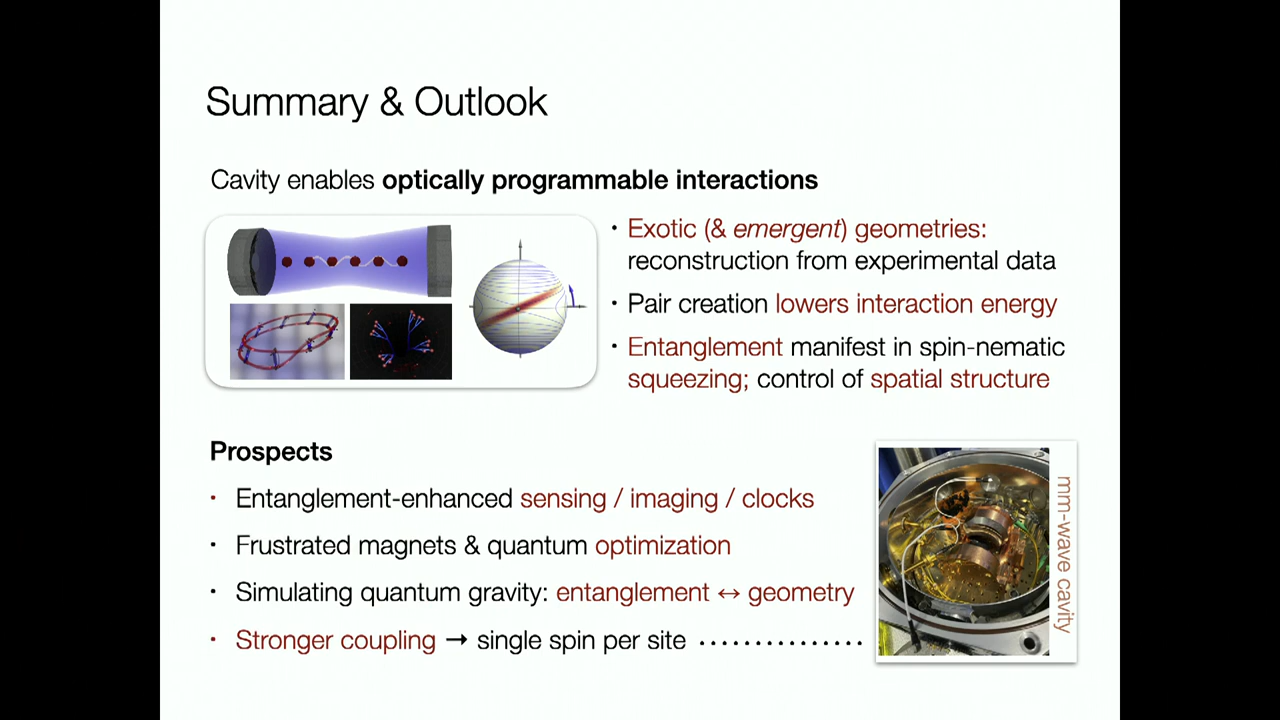 Summary & Outlook
Cavity enables optically programmable interactions
• Exotic (& emergent) geometries:
reconstruction from experimental data
• Pair creation lowers interaction energy
• Entanglement manifest in spin-nematic
squeezing; control of spatial structure
Prospects
• Entanglement-enhanced sensing / imaging / clocks
• Frustrated magnets & quantum optimization
• Simulating quantum gravity: entanglement ↔ geometry
• Stronger coupling → single spin per site ..............
mm-wave cavity